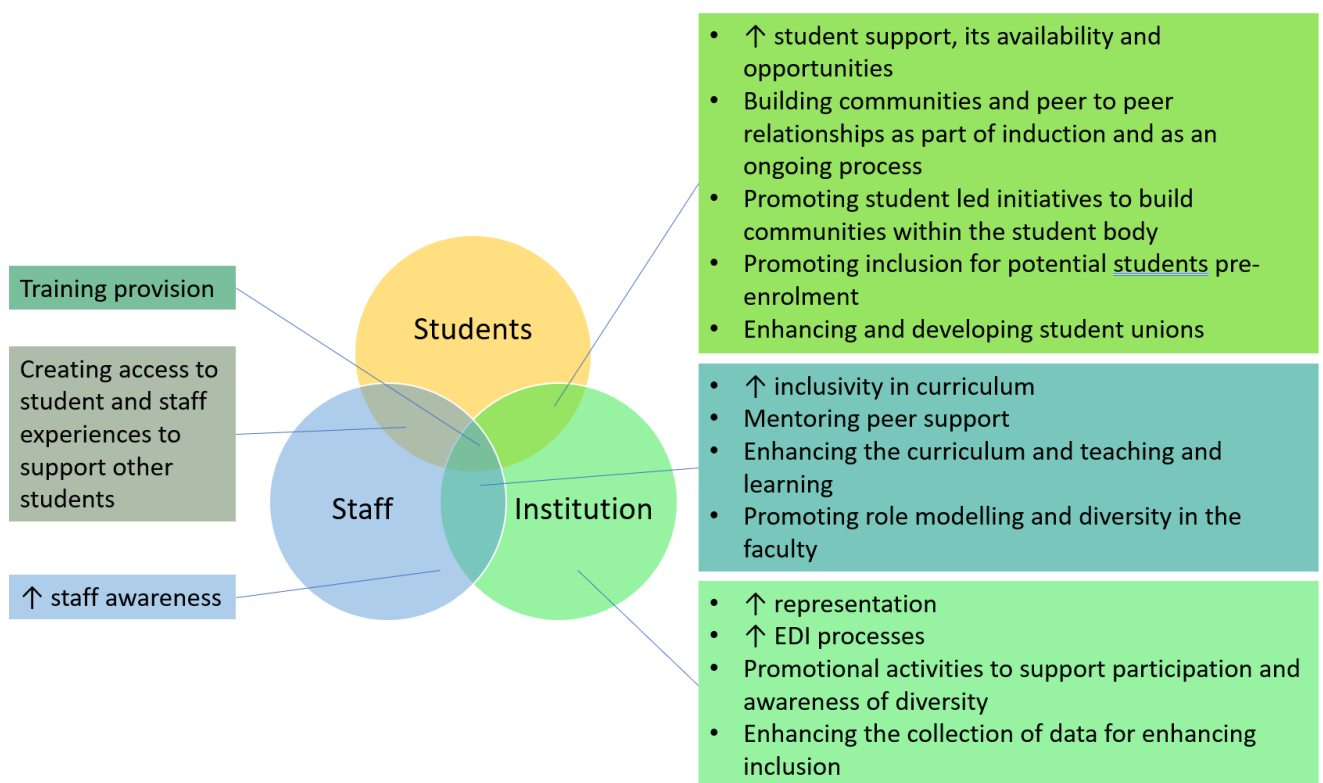 Training provision
Creating access to
student and staff
experiences to
support other
students
↑ staff awareness
Students
Staff
Institution
• ↑ student support, its availability and
opportunities
• Building communities and peer to peer
relationships as part of induction and as an
ongoing process
• Promoting student led initiatives to build
communities within the student body
• Promoting inclusion for potential students pre-
enrolment
• Enhancing and developing student unions
• ↑ inclusivity in curriculum
• Mentoring peer support
• Enhancing the curriculum and teaching and
learning
• Promoting role modelling and diversity in the
faculty
• ↑ representation
• ↑ EDI processes
• Promotional activities to support participation and
awareness of diversity
• Enhancing the collection of data for enhancing
inclusion